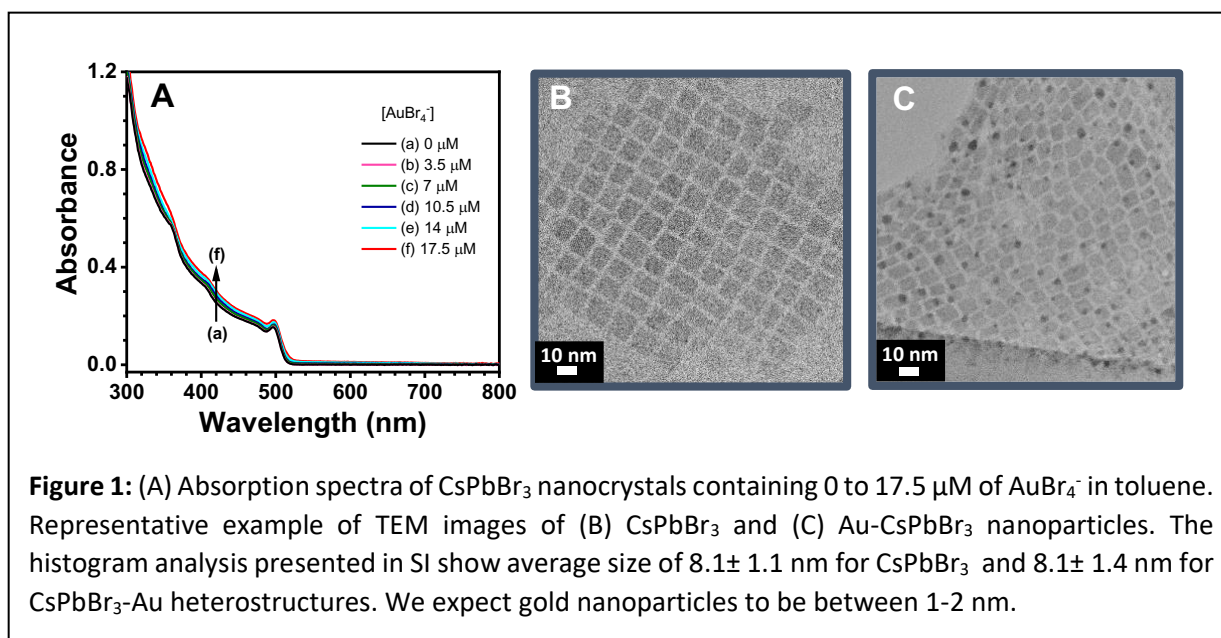 A
[AuBr₄⁻]
(a) 0 μM
(b) 3.5 μM
(c) 7 μM
(d) 10.5 μM
(e) 14 μM
(f) 17.5 μM
(f)
(a)
1.2
0.8
0.4
0.0
Absorbance
300 400 500 600 700 800
Wavelength (nm)
B
10 nm
C
10 nm
Figure 1: (A) Absorption spectra of CsPbBr₃ nanocrystals containing 0 to 17.5 μM of AuBr₄⁻ in toluene.
Representative example of TEM images of (B) CsPbBr₃ and (C) Au-CsPbBr₃ nanoparticles. The
histogram analysis presented in SI show average size of 8.1± 1.1 nm for CsPbBr₃ and 8.1± 1.4 nm for
CsPbBr₃-Au heterostructures. We expect gold nanoparticles to be between 1-2 nm.